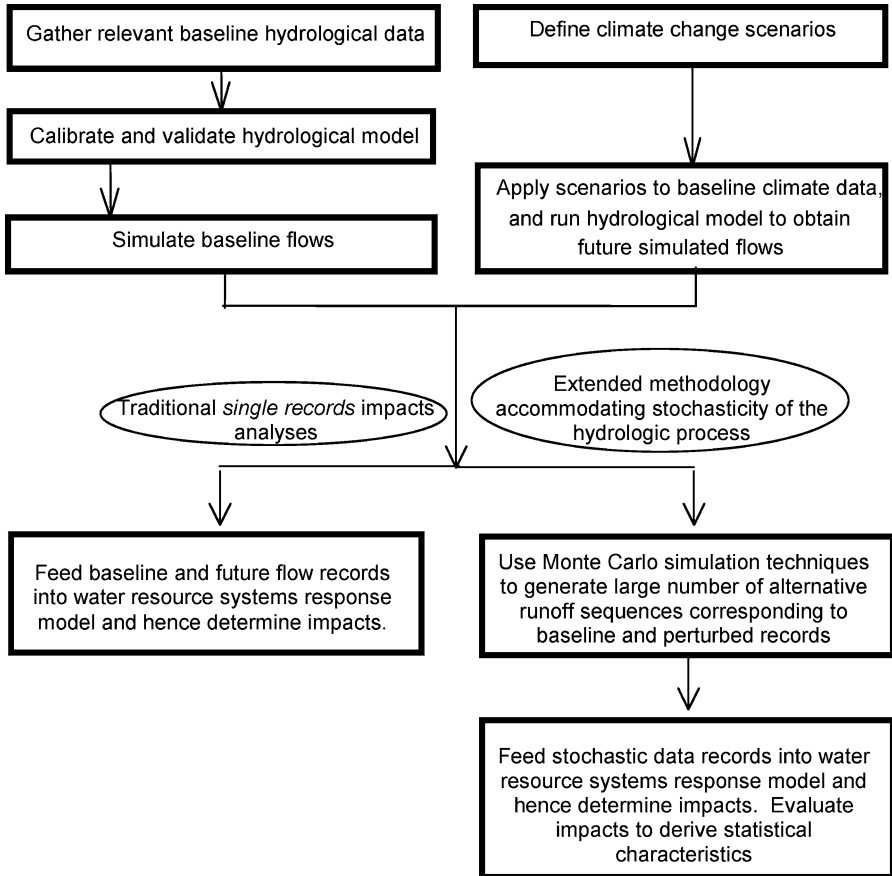 Gather relevant baseline hydrological data
Define climate change scenarios
Calibrate and validate hydrological model
Apply scenarios to baseline climate data,
and run hydrological model to obtain
future simulated flows
Simulate baseline flows
Traditional single records impacts
analyses
Extended methodology
accommodating stochasticity of the
hydrologic process
Feed baseline and future flow records
into water resource systems response
model and hence determine impacts.
Use Monte Carlo simulation techniques
to generate large number of alternative
runoff sequences corresponding to
baseline and perturbed records
Feed stochastic data records into water
resource systems response model and
hence determine impacts.  Evaluate
impacts to derive statistical
characteristics